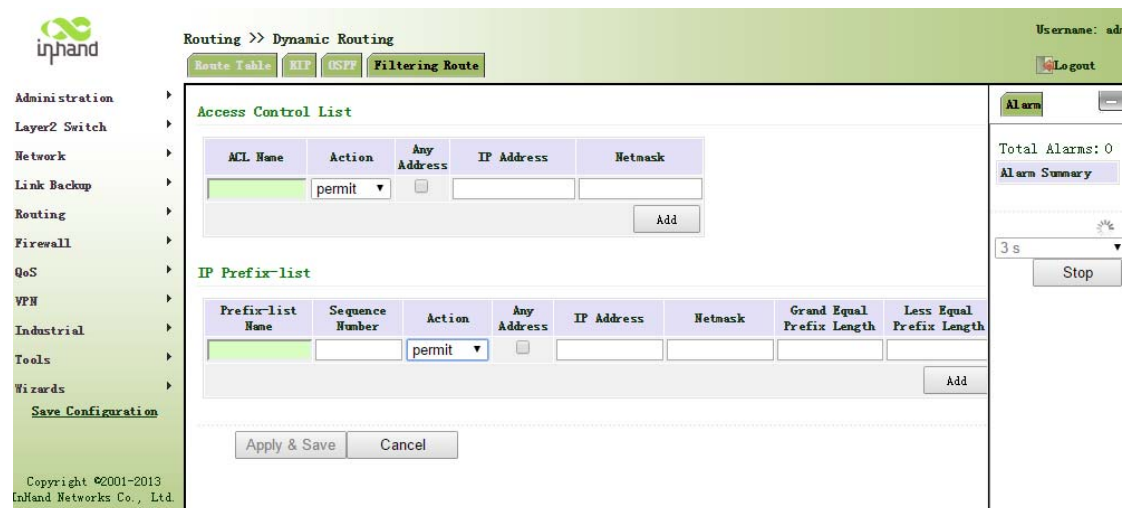 inhand
Routing >> Dynamic Routing
Username: adm
Route Table RIP OSPF Filtering Route
Logout
Administration
Layer2 Switch
Network
Link Backup
Routing
Firewall
QoS
VPN
Industrial
Tools
Wizards
Save Configuration
Copyright ©2001-2013
InHand Networks Co., Ltd.
Access Control List
ACL Name Action Any Address IP Address Netmask
permit
Add
IP Prefix-list
Prefix-list Name Sequence Number Action Any Address IP Address Netmask Grand Equal Prefix Length Less Equal Prefix Length
permit
Add
Apply & Save Cancel
Alarm
Total Alarms: 0
Alarm Summary
3 s
Stop